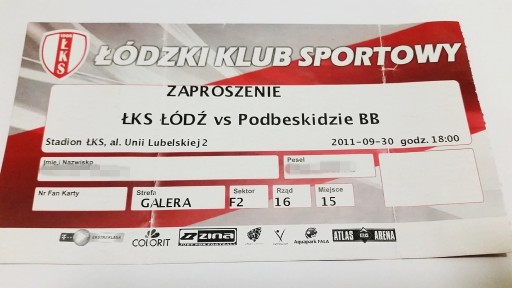 1908
ŁKS
ŁÓDZKI KLUB SPORTOWY
ZAPROSZENIE
ŁKS ŁÓDŹ vs Podbeskidzie BB
Stadion ŁKS, al. Unii Lubelskiej 2 2011-09-30 godz. 18:00
Imię i Nazwisko Pesel
Nr Fan Karty Strefa Sektor Rząd Miejsce
GALERA F2 16 15
COLORIT ZINA Aquapark FALA ATLAS ARENA